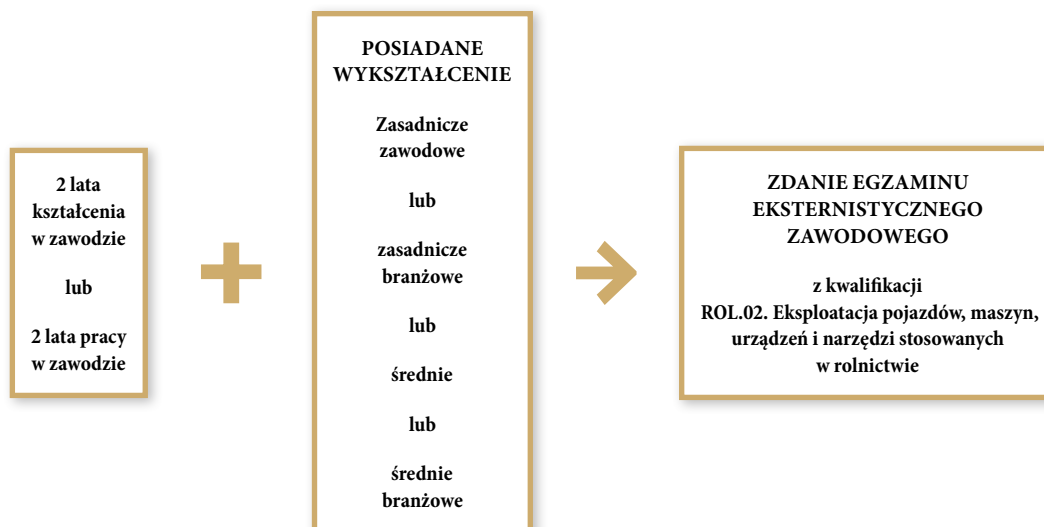 2 lata
kształcenia
w zawodzie
lub
2 lata pracy
w zawodzie
POSIADANE
WYKSZTAŁCENIE
Zasadnicze
zawodowe
lub
zasadnicze
branżowe
lub
średnie
lub
średnie
branżowe
ZDANIE EGZAMINU
EKSTERNISTYCZNEGO
ZAWODOWEGO
z kwalifikacji
ROL.02. Eksploatacja pojazdów, maszyn,
urządzeń i narzędzi stosowanych
w rolnictwie